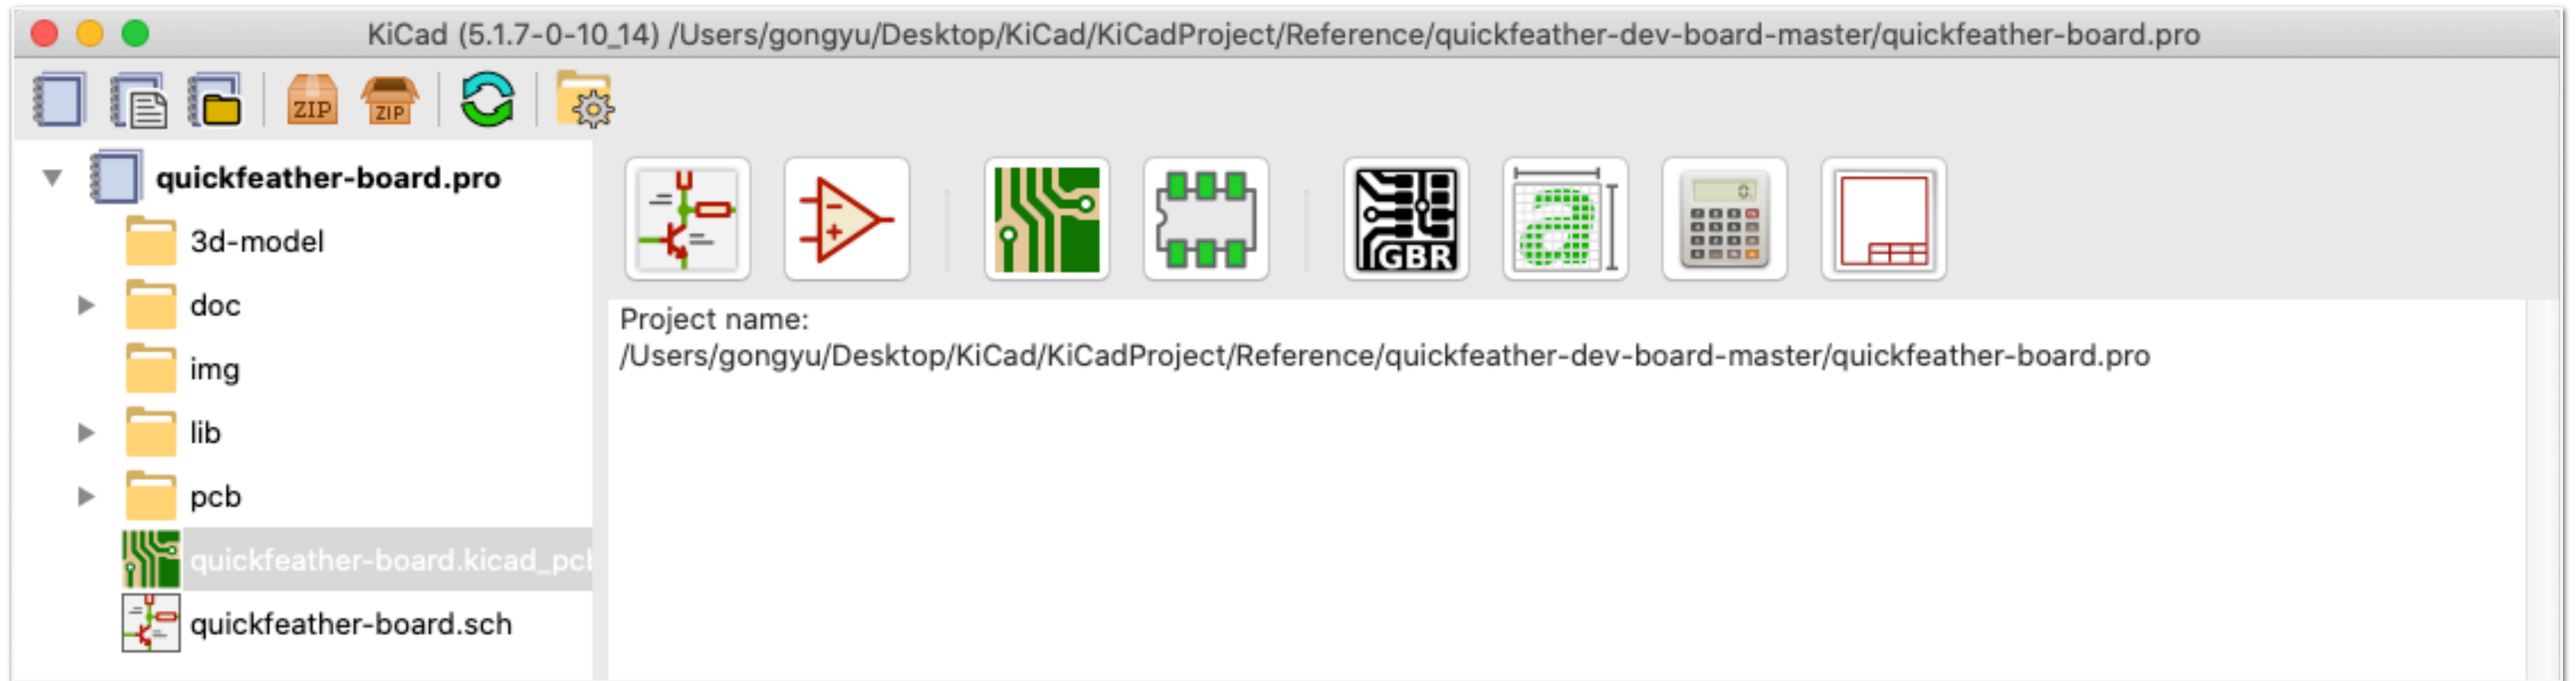 KiCad (5.1.7-0-10_14) /Users/gongyu/Desktop/KiCad/KiCadProject/Reference/quickfeather-dev-board-master/quickfeather-board.pro
ZIP
ZIP
quickfeather-board.pro
3d-model
doc
img
lib
pcb
quickfeather-board.kicad_pcb
quickfeather-board.sch
GBR
a
0.
Project name:
/Users/gongyu/Desktop/KiCad/KiCadProject/Reference/quickfeather-dev-board-master/quickfeather-board.pro